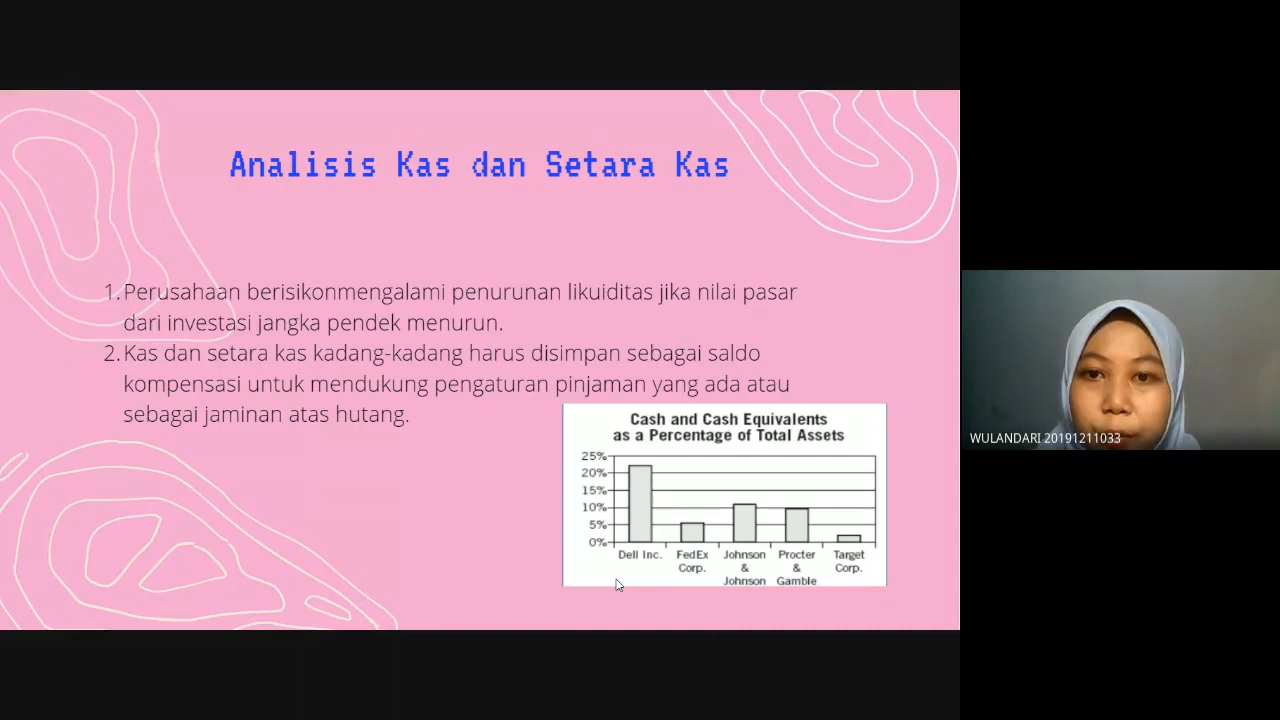 Analisis Kas dan Setara Kas
1. Perusahaan berisikonmengalami penurunan likuiditas jika nilai pasar
dari investasi jangka pendek menurun.
2. Kas dan setara kas kadang-kadang harus disimpan sebagai saldo
kompensasi untuk mendukung pengaturan pinjaman yang ada atau
sebagai jaminan atas hutang.
Cash and Cash Equivalents
as a Percentage of Total Assets
25%
20%
15%
10%
5%
0%
Dell Inc.
FedEx
Corp.
Johnson
&
Johnson
Procter
&
Gamble
Target
Corp.
WULANDARI 20191211033